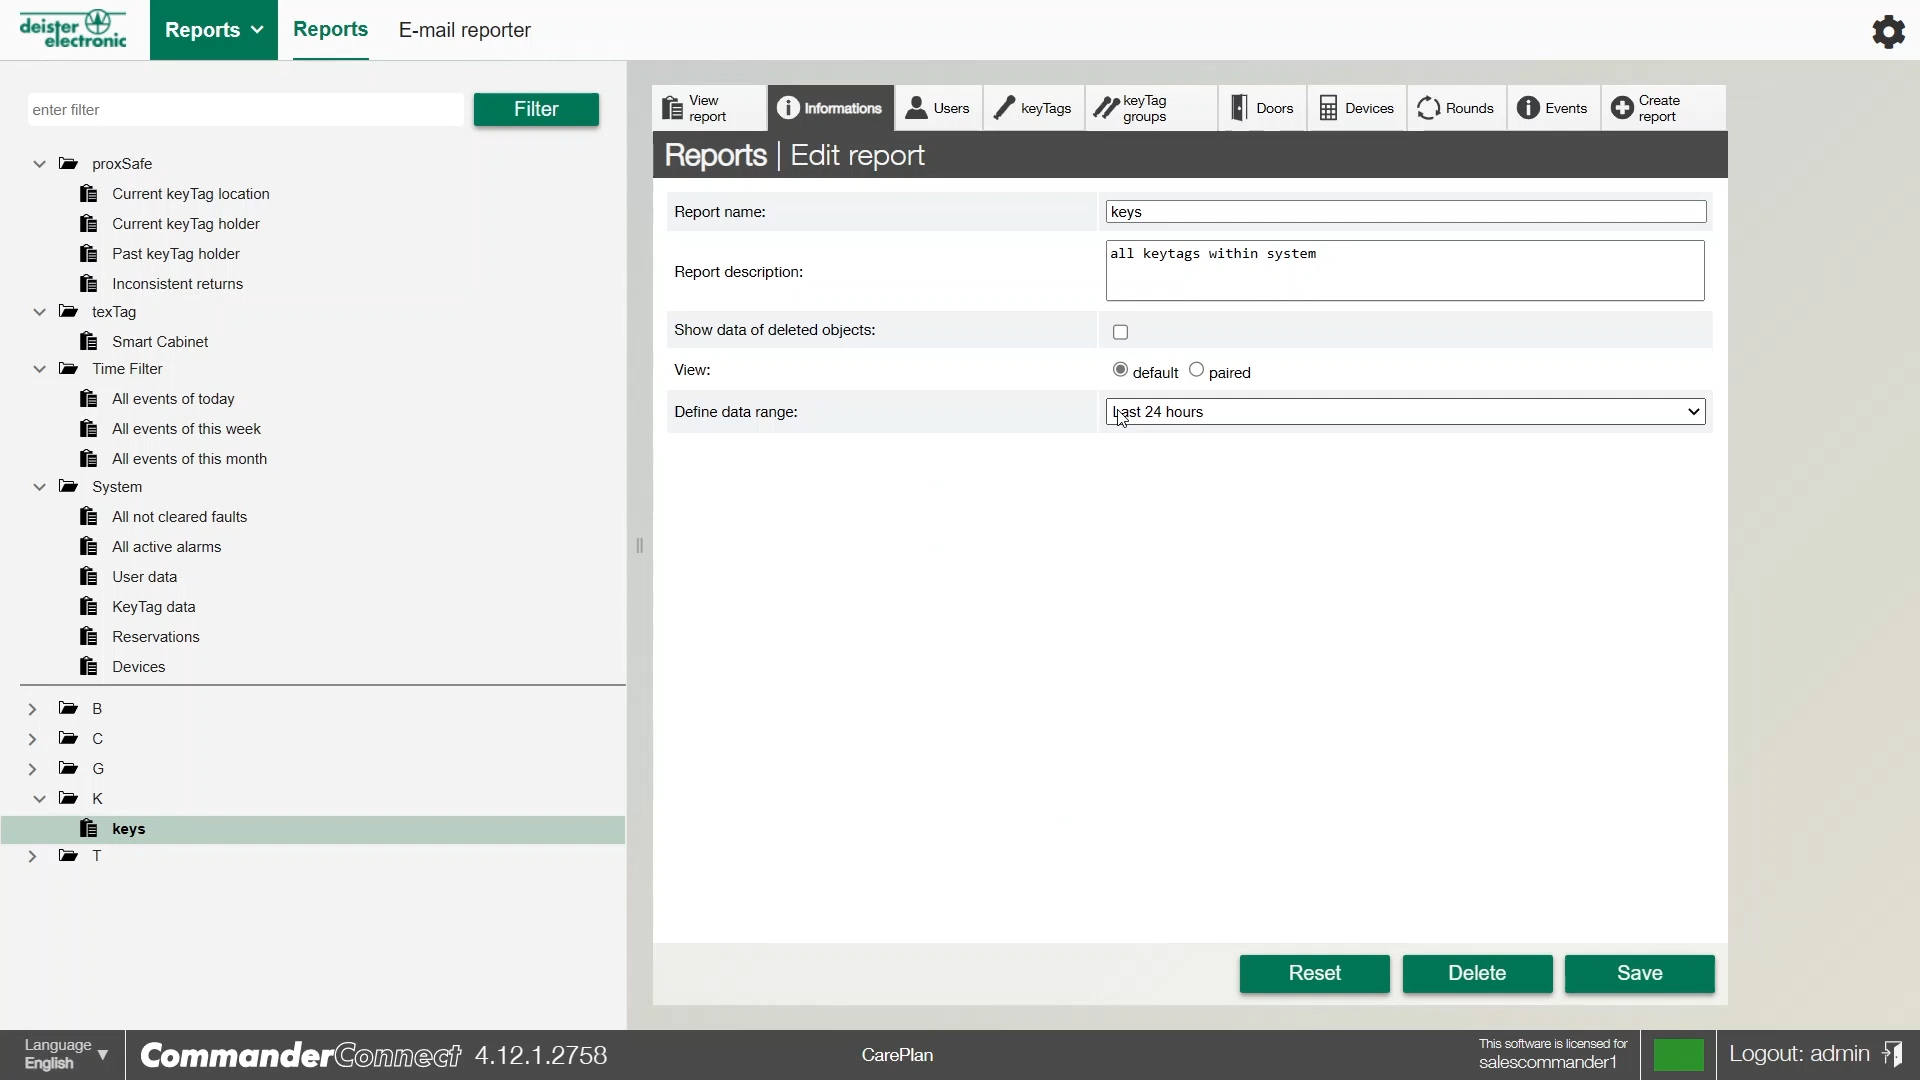 deister electronic
Reports
Reports
E-mail reporter
enter filter
Filter
proxSafe
Current keyTag location
Current keyTag holder
Past keyTag holder
Inconsistent returns
texTag
Smart Cabinet
Time Filter
All events of today
All events of this week
All events of this month
System
All not cleared faults
All active alarms
User data
KeyTag data
Reservations
Devices
B
C
G
K
keys
T
View report
Informations
Users
keyTags
keyTag groups
Doors
Devices
Rounds
Events
Create report
Reports | Edit report
Report name:
keys
Report description:
all keytags within system
Show data of deleted objects:
View:
default
paired
Define data range:
Last 24 hours
Reset
Delete
Save
Language
English
CommanderConnect 4.12.1.2758
CarePlan
This software is licensed for
salescommander1
Logout: admin